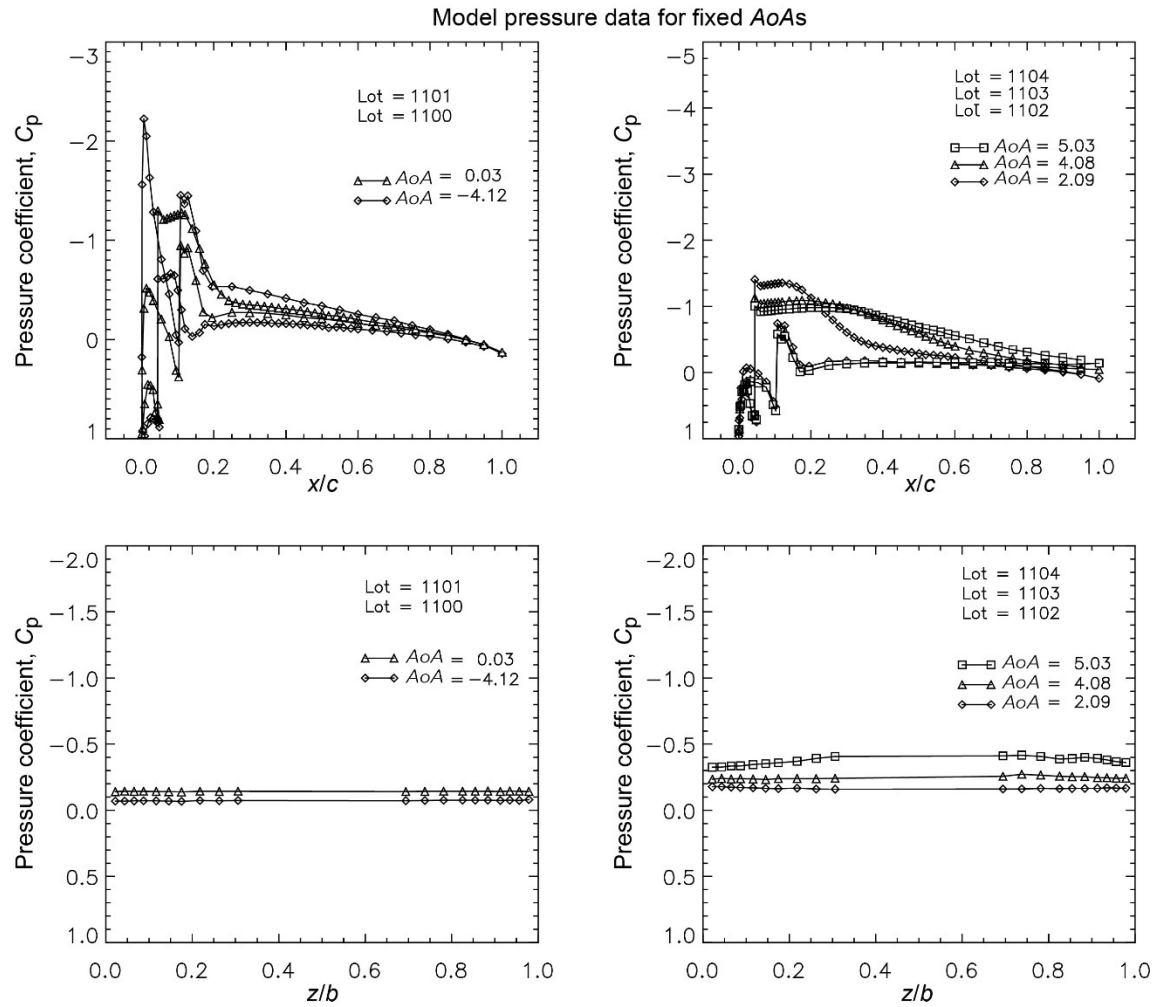 Model pressure data for fixed AoAs
Pressure coefficient, Cp
-3
-2
-1
0
1
Lot = 1101
Lot = 1100
AoA = 0.03
AoA = -4.12
0.0 0.2 0.4 0.6 0.8 1.0
x/c
Pressure coefficient, Cp
-5
-4
-3
-2
-1
0
1
Lot = 1104
Lot = 1103
Lot = 1102
AoA = 5.03
AoA = 4.08
AoA = 2.09
0.0 0.2 0.4 0.6 0.8 1.0
x/c
Pressure coefficient, Cp
-2.0
-1.5
-1.0
-0.5
0.0
0.5
1.0
Lot = 1101
Lot = 1100
AoA = 0.03
AoA = -4.12
0.0 0.2 0.4 0.6 0.8 1.0
z/b
Pressure coefficient, Cp
-2.0
-1.5
-1.0
-0.5
0.0
0.5
1.0
Lot = 1104
Lot = 1103
Lot = 1102
AoA = 5.03
AoA = 4.08
AoA = 2.09
0.0 0.2 0.4 0.6 0.8 1.0
z/b